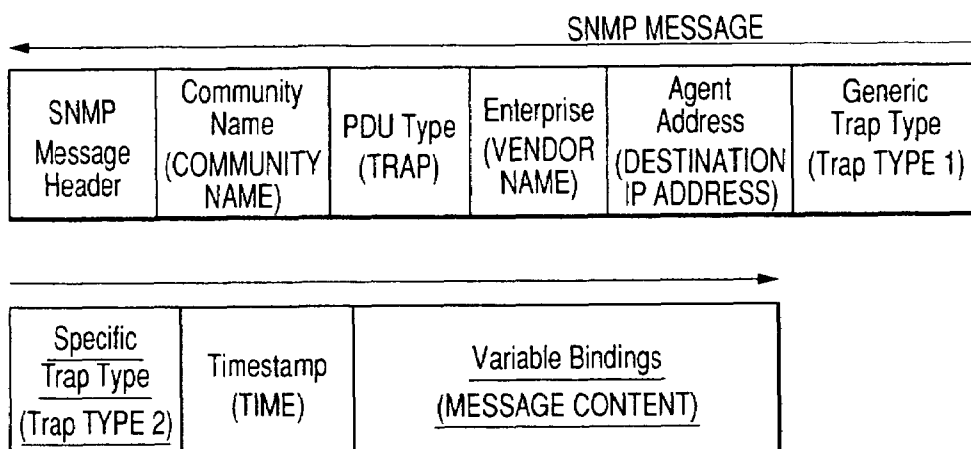 SNMP MESSAGE
SNMP
Message
Header
Community
Name
(COMMUNITY
NAME)
PDU Type
(TRAP)
Enterprise
(VENDOR
NAME)
Agent
Address
(DESTINATION
IP ADDRESS)
Generic
Trap Type
(Trap TYPE 1)
Specific
Trap Type
(Trap TYPE 2)
Timestamp
(TIME)
Variable Bindings
(MESSAGE CONTENT)